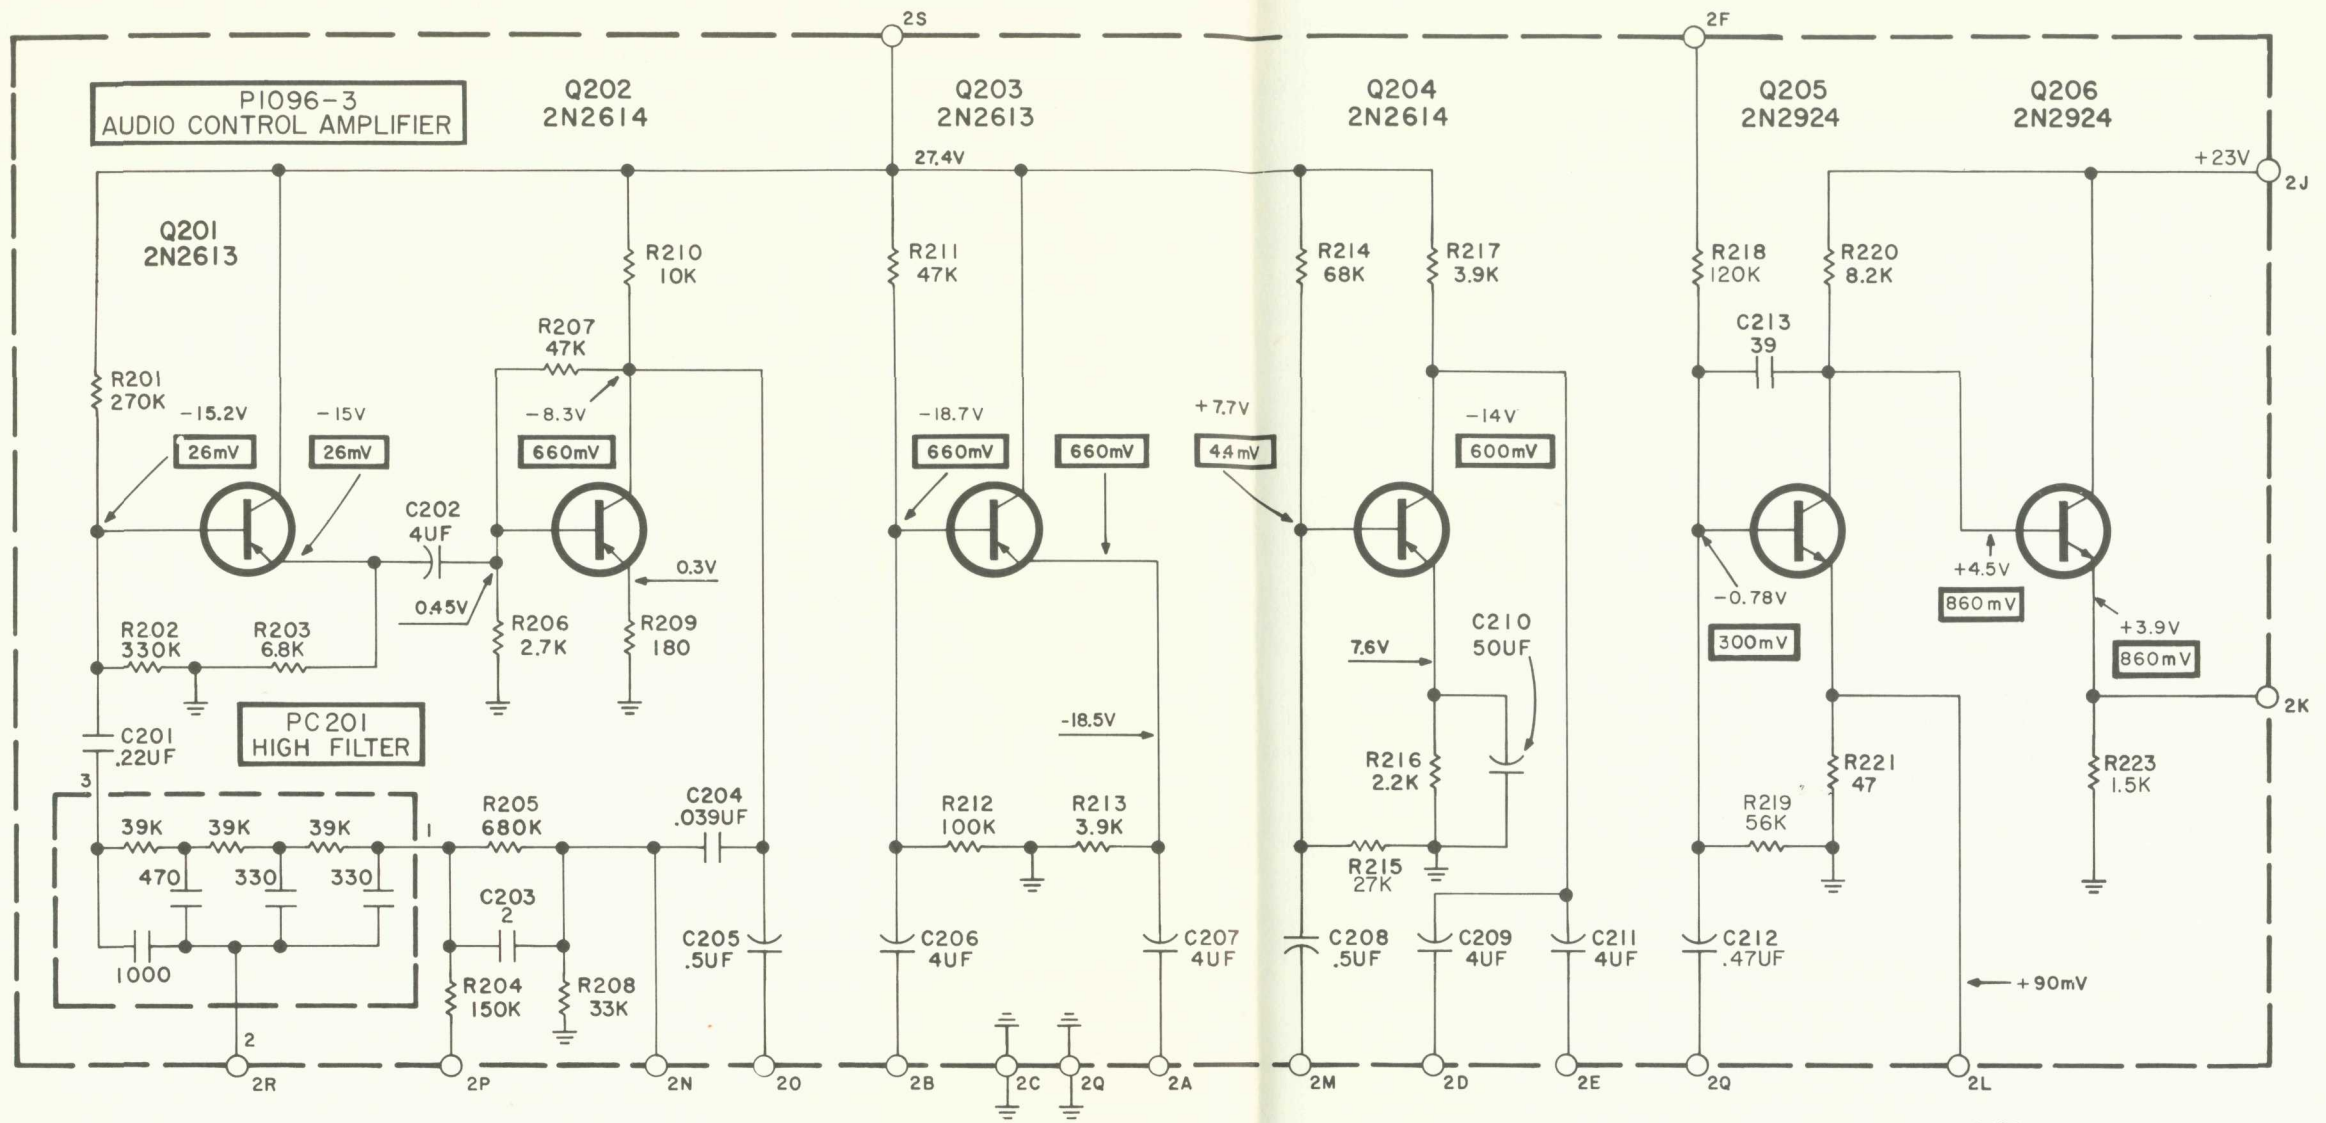 2S
2F
P1096-3
AUDIO CONTROL AMPLIFIER
Q202
2N2614
Q203
2N2613
Q204
2N2614
Q205
2N2924
Q206
2N2924
27.4V
+23V
2J
Q201
2N2613
R210
10K
R211
47K
R214
68K
R217
3.9K
R218
120K
R220
8.2K
R207
47K
C213
39
R201
270K
-15.2V
26mV
-15V
26mV
-8.3V
660mV
-18.7V
660mV
660mV
+7.7V
44mV
-14V
600mV
C202
4UF
0.45V
0.3V
+4.5V
860mV
-0.78V
300mV
+3.9V
860mV
R202
330K
R203
6.8K
R206
2.7K
R209
180
C210
50UF
7.6V
2K
PC201
HIGH FILTER
C201
.22UF
-18.5V
R216
2.2K
R221
47
R223
1.5K
3
39K
39K
39K
1
R205
680K
C204
.039UF
R212
100K
R213
3.9K
R215
27K
R219
56K
470
330
330
1000
C203
2
R204
150K
R208
33K
C205
.5UF
C206
4UF
C207
4UF
C208
.5UF
C209
4UF
C211
4UF
C212
.47UF
+90mV
2
2R
2P
2N
2O
2B
2C
2Q
2A
2M
2D
2E
2Q
2L